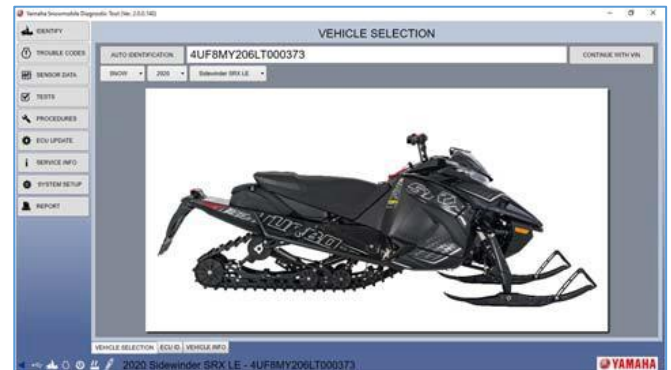 Yamaha Snowmobile Diagnostic Tool (Ver. 2.0.0.140)
VEHICLE SELECTION
IDENTIFY
TROUBLE CODES
SENSOR DATA
TESTS
PROCEDURES
ECU UPDATE
SERVICE INFO
SYSTEM SETUP
REPORT
AUTO IDENTIFICATION
4UF8MY206LT000373
CONTINUE WITH VIN
SNOW
2020
Sidewinder SRX LE
TURBO
VEHICLE SELECTION
ECU ID
VEHICLE INFO
2020 Sidewinder SRX LE - 4UF8MY206LT000373
YAMAHA